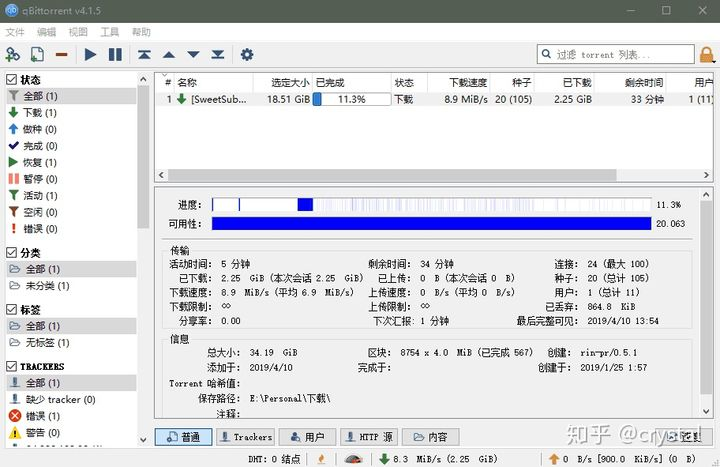 qBittorrent v4.1.5
文件 编辑 视图 工具 帮助
过滤 torrent 列表...
状态
全部 (1)
下载 (1)
做种 (0)
完成 (0)
恢复 (1)
暂停 (0)
活动 (1)
空闲 (0)
错误 (0)
分类
全部 (1)
未分类 (1)
标签
全部 (1)
无标签 (1)
TRACKERS
全部 (1)
缺少 tracker (0)
错误 (1)
警告 (0)
# 名称 选定大小 已完成 状态 下载速度 种子 已下载 剩余时间 用户
1 [SweetSub... 18.51 GiB 11.3% 下载 8.9 MiB/s 20 (105) 2.25 GiB 33 分钟 1 (11)
进度: 11.3%
可用性: 20.063
传输
活动时间: 5 分钟 剩余时间: 34 分钟 连接: 24 (最大 100)
已下载: 2.25 GiB (本次会话 2.25 GiB) 已上传: 0 B (本次会话 0 B) 种子: 20 (总计 105)
下载速度: 8.9 MiB/s (平均 6.9 MiB/s) 上传速度: 0 B/s (平均 0 B/s) 用户: 1 (总计 11)
下载限制: ∞ 上传限制: ∞ 已丢弃: 864.8 KiB
分享率: 0.00 下次汇报: 1 分钟 最后完整可见: 2019/4/10 13:54
信息
总大小: 34.19 GiB 区块: 8754 x 4.0 MiB (已完成 567) 创建: rin-pr/0.5.1
添加于: 2019/4/10 完成于: 创建于: 2019/1/25 1:57
Torrent 哈希值:
保存路径: E:\Personal\下载\
注释:
普通 Trackers 用户 HTTP 源 内容
知乎 @crystal
DHT: 0 结点 8.3 MiB/s (2.25 GiB) 0 B/s [900.0 KiB/s] (0 B)